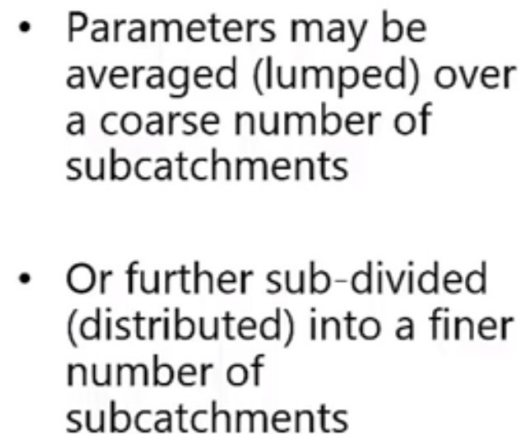 • Parameters may be
averaged (lumped) over
a coarse number of
subcatchments
• Or further sub-divided
(distributed) into a finer
number of
subcatchments